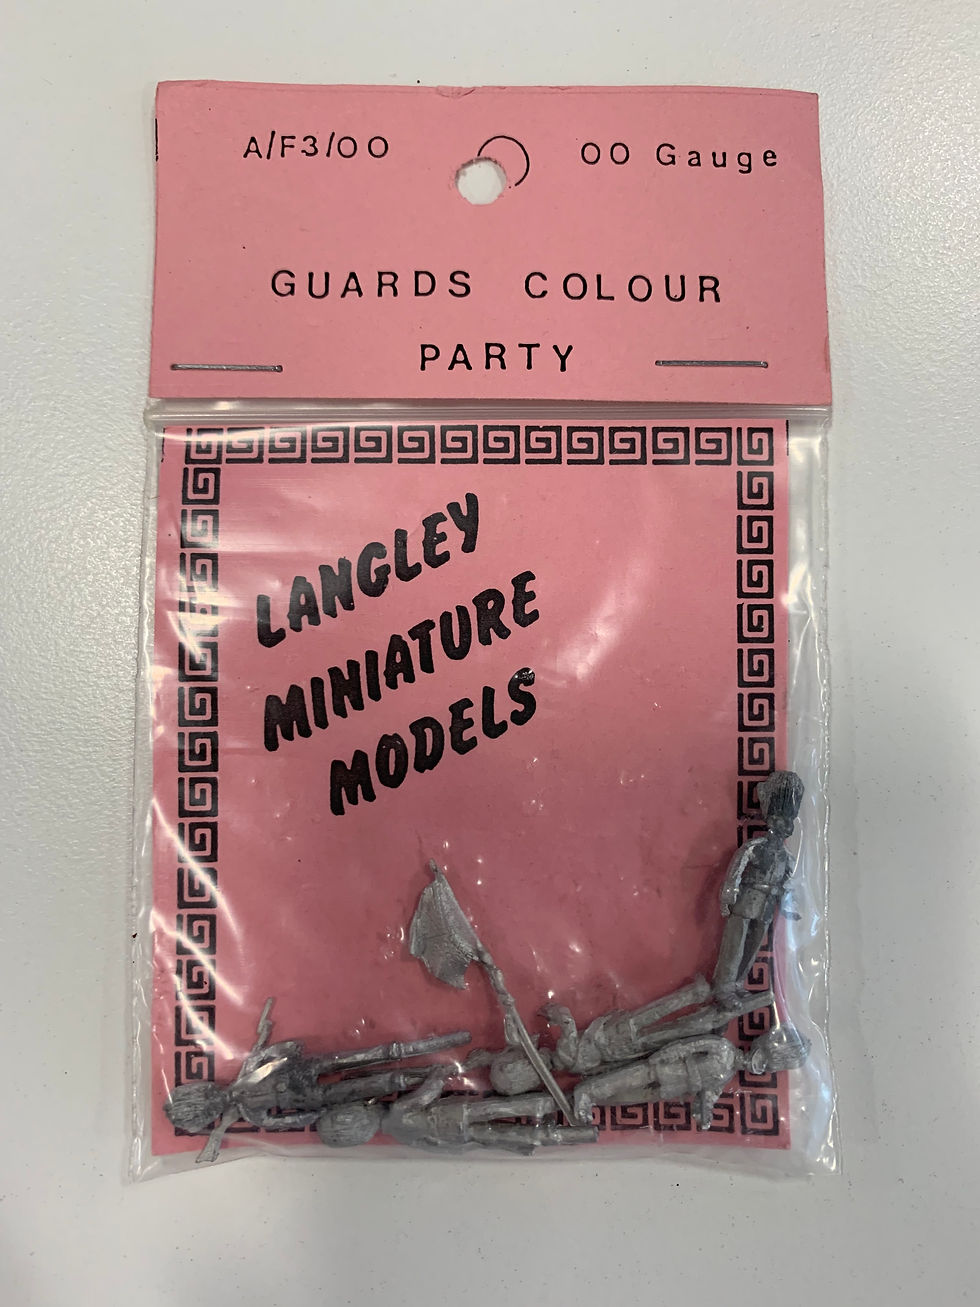 A/F3/OO
OO Gauge
GUARDS COLOUR
PARTY
LANGLEY
MINIATURE
MODELS